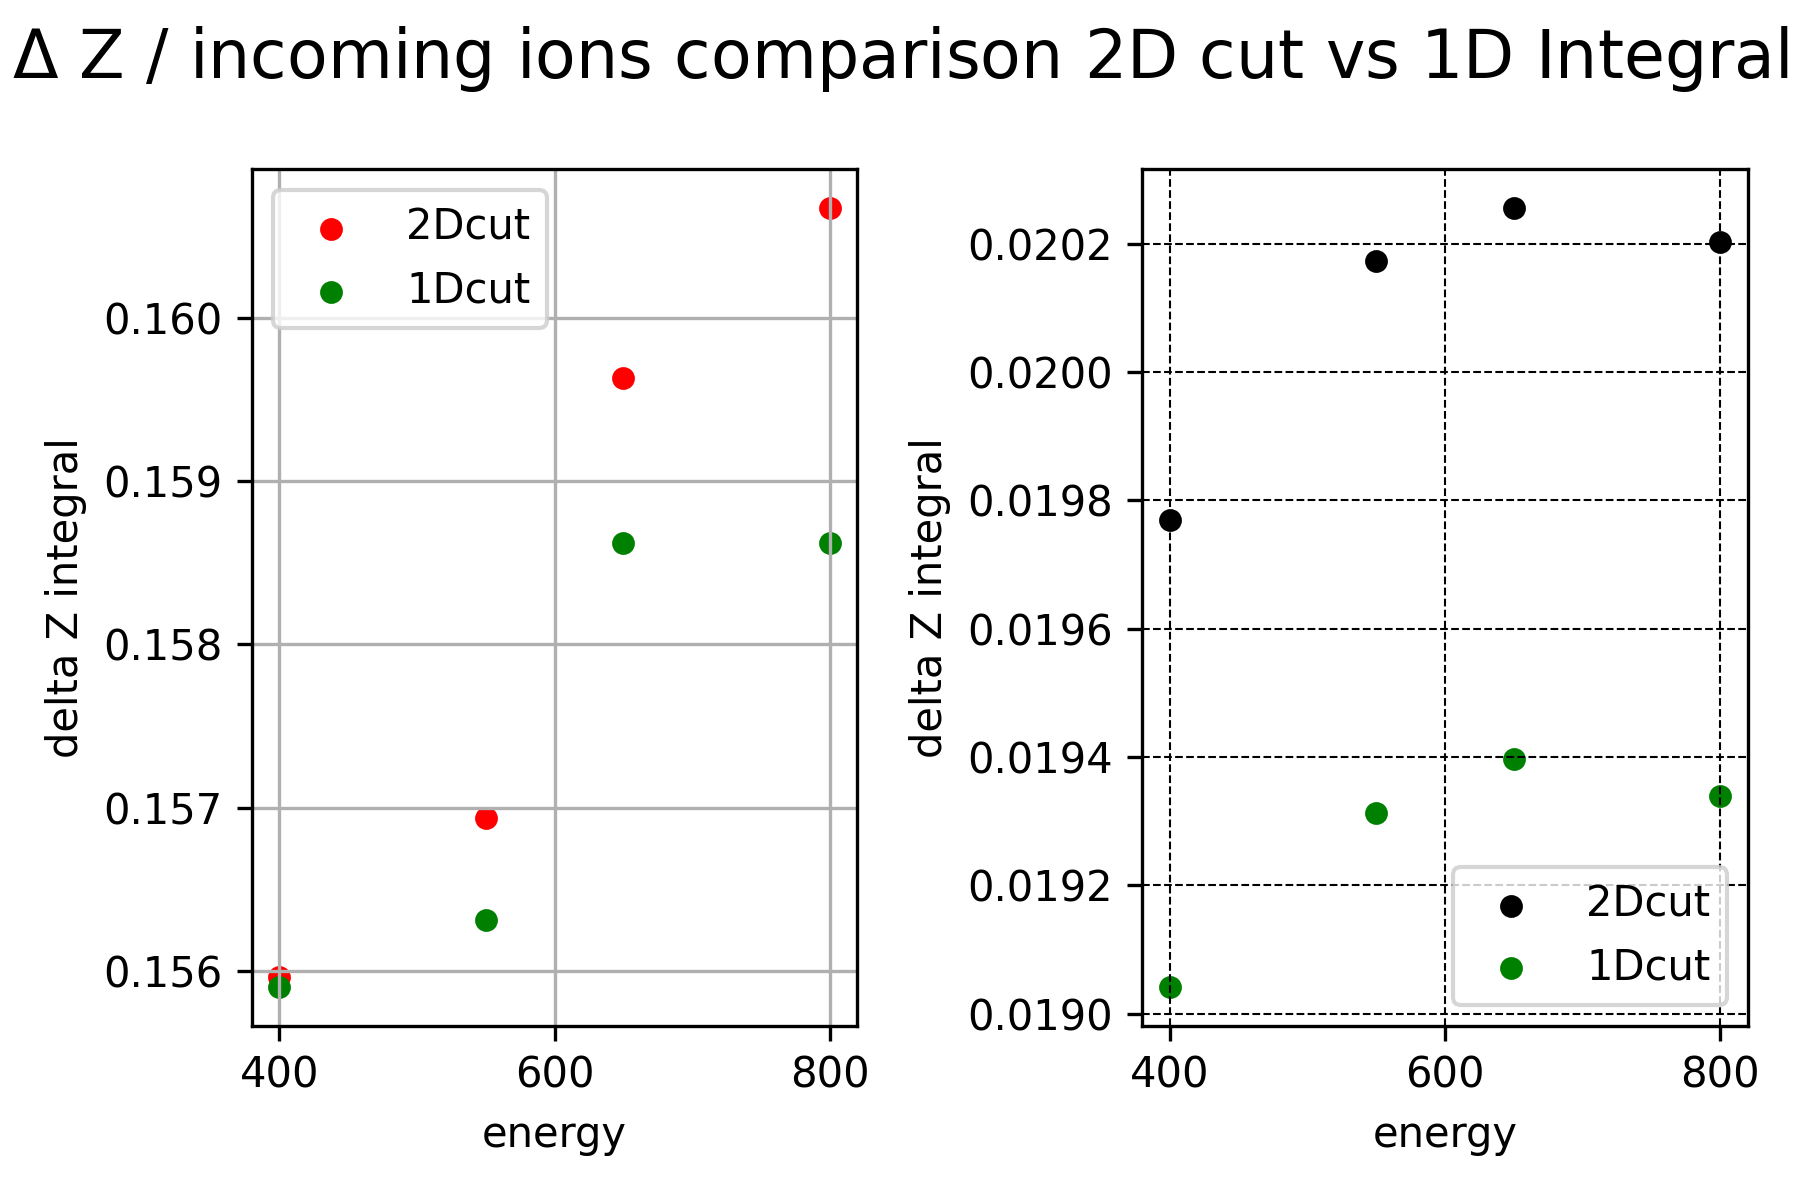 Δ Z / incoming ions comparison 2D cut vs 1D Integral
2Dcut
1Dcut
0.160
0.159
0.158
0.157
0.156
delta Z integral
400
600
800
energy
0.0202
0.0200
0.0198
0.0196
0.0194
0.0192
0.0190
delta Z integral
2Dcut
1Dcut
400
600
800
energy